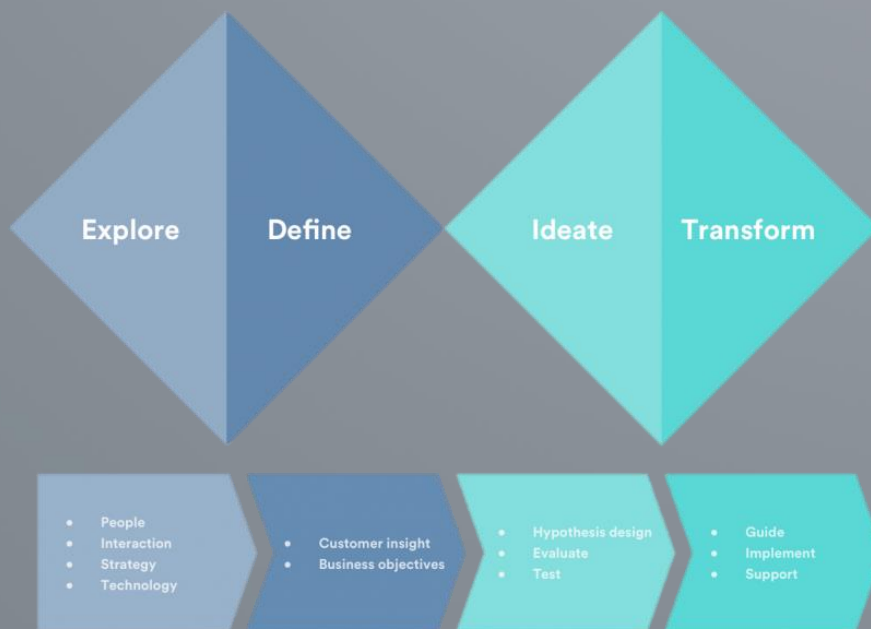 Explore
Define
Ideate
Transform
• People
• Interaction
• Strategy
• Technology
• Customer insight
• Business objectives
• Hypothesis design
• Evaluate
• Test
• Guide
• Implement
• Support